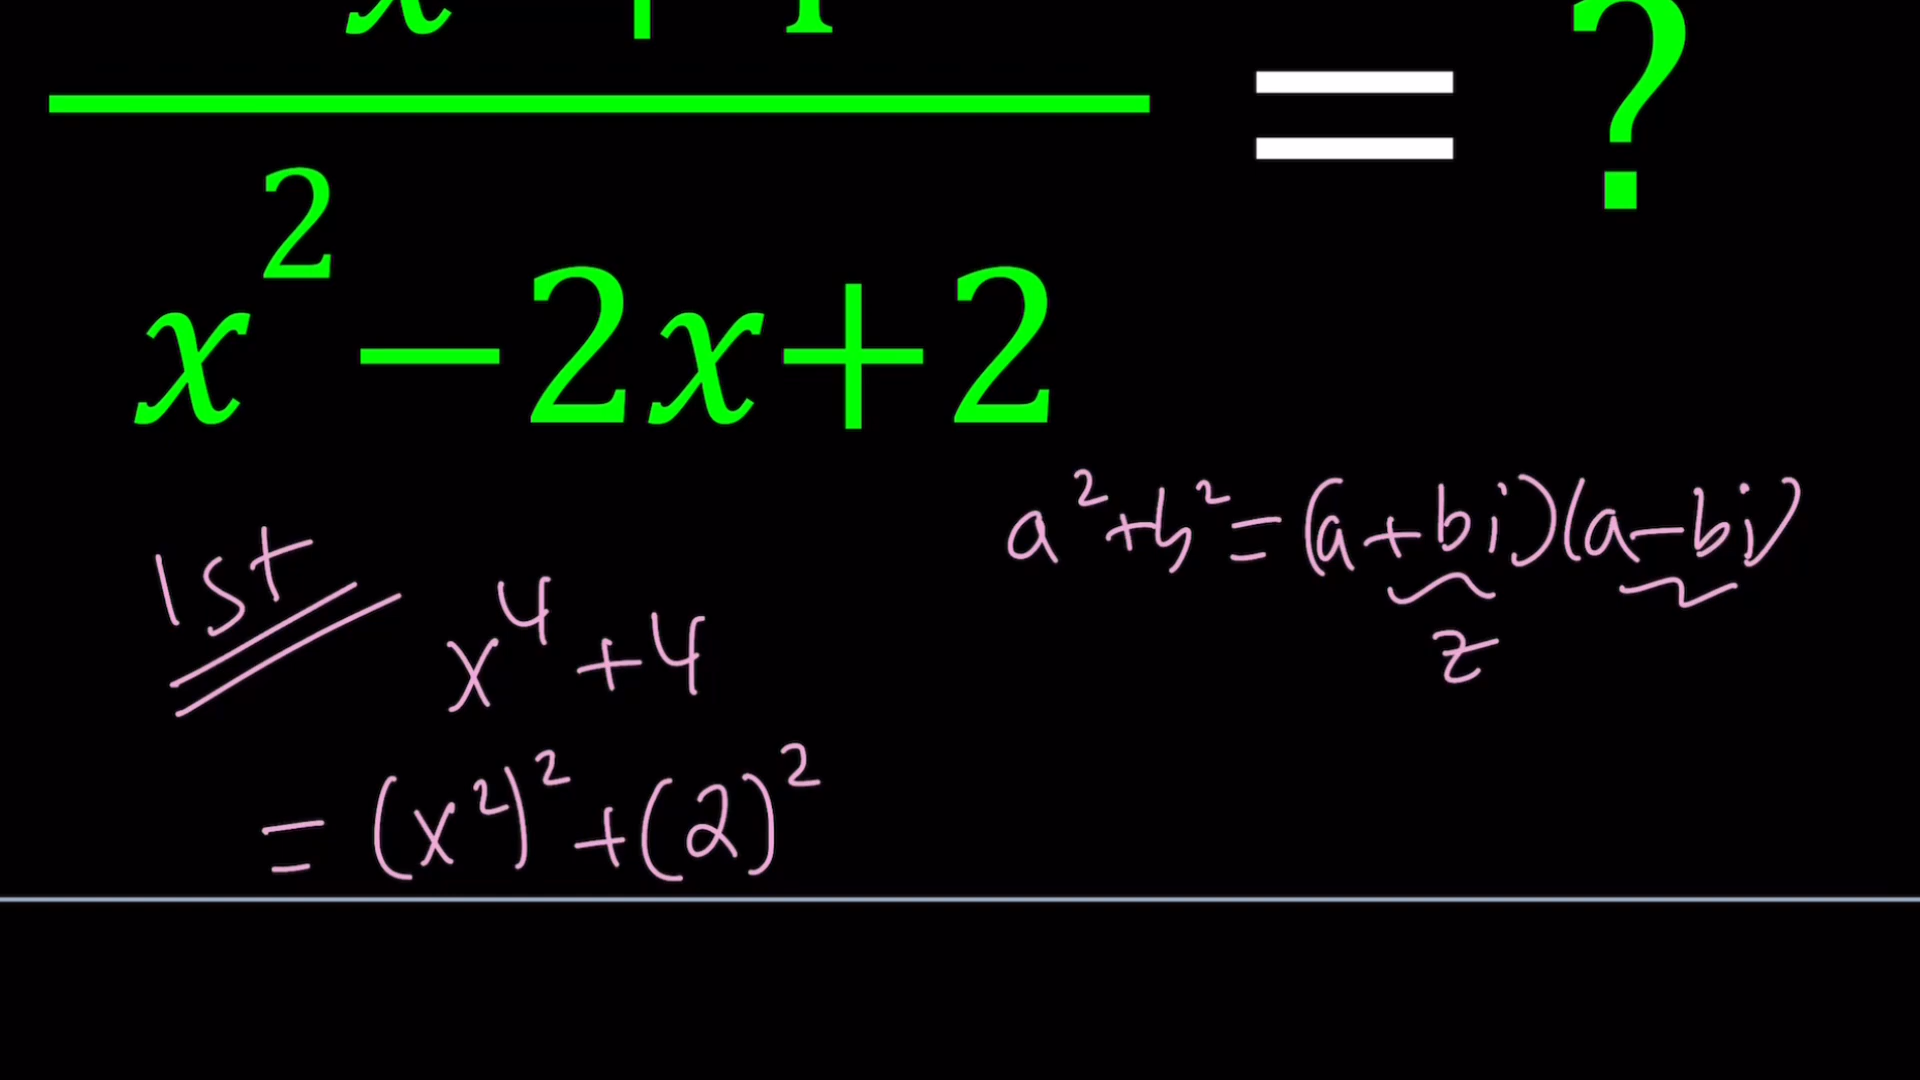 = ?
x² − 2x + 2
a² + b² = (a + bi)(a − bi)
z
1st
x⁴ + 4
= (x²)² + (2)²